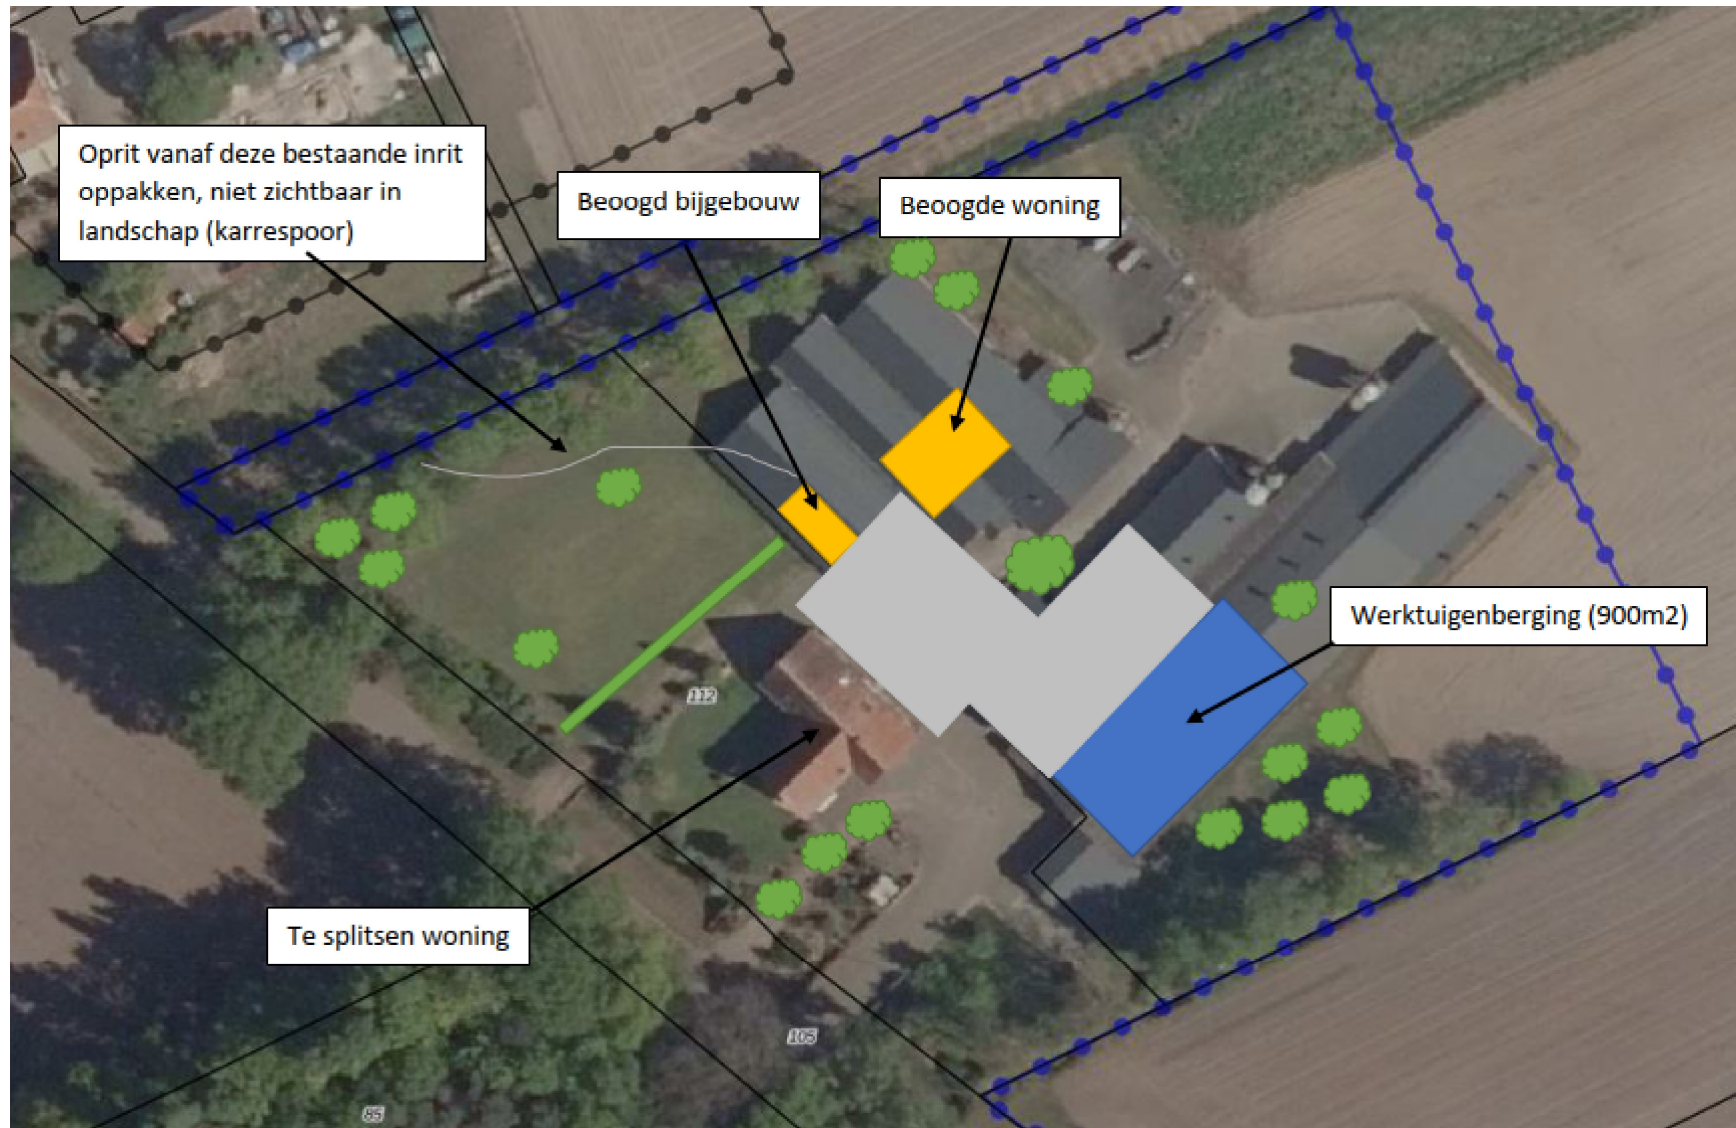 Oprit vanaf deze bestaande inrit
oppakken, niet zichtbaar in
landschap (karrespoor)
Beoogd bijgebouw
Beoogde woning
Werktuigenberging (900m2)
112
Te splitsen woning
105
85